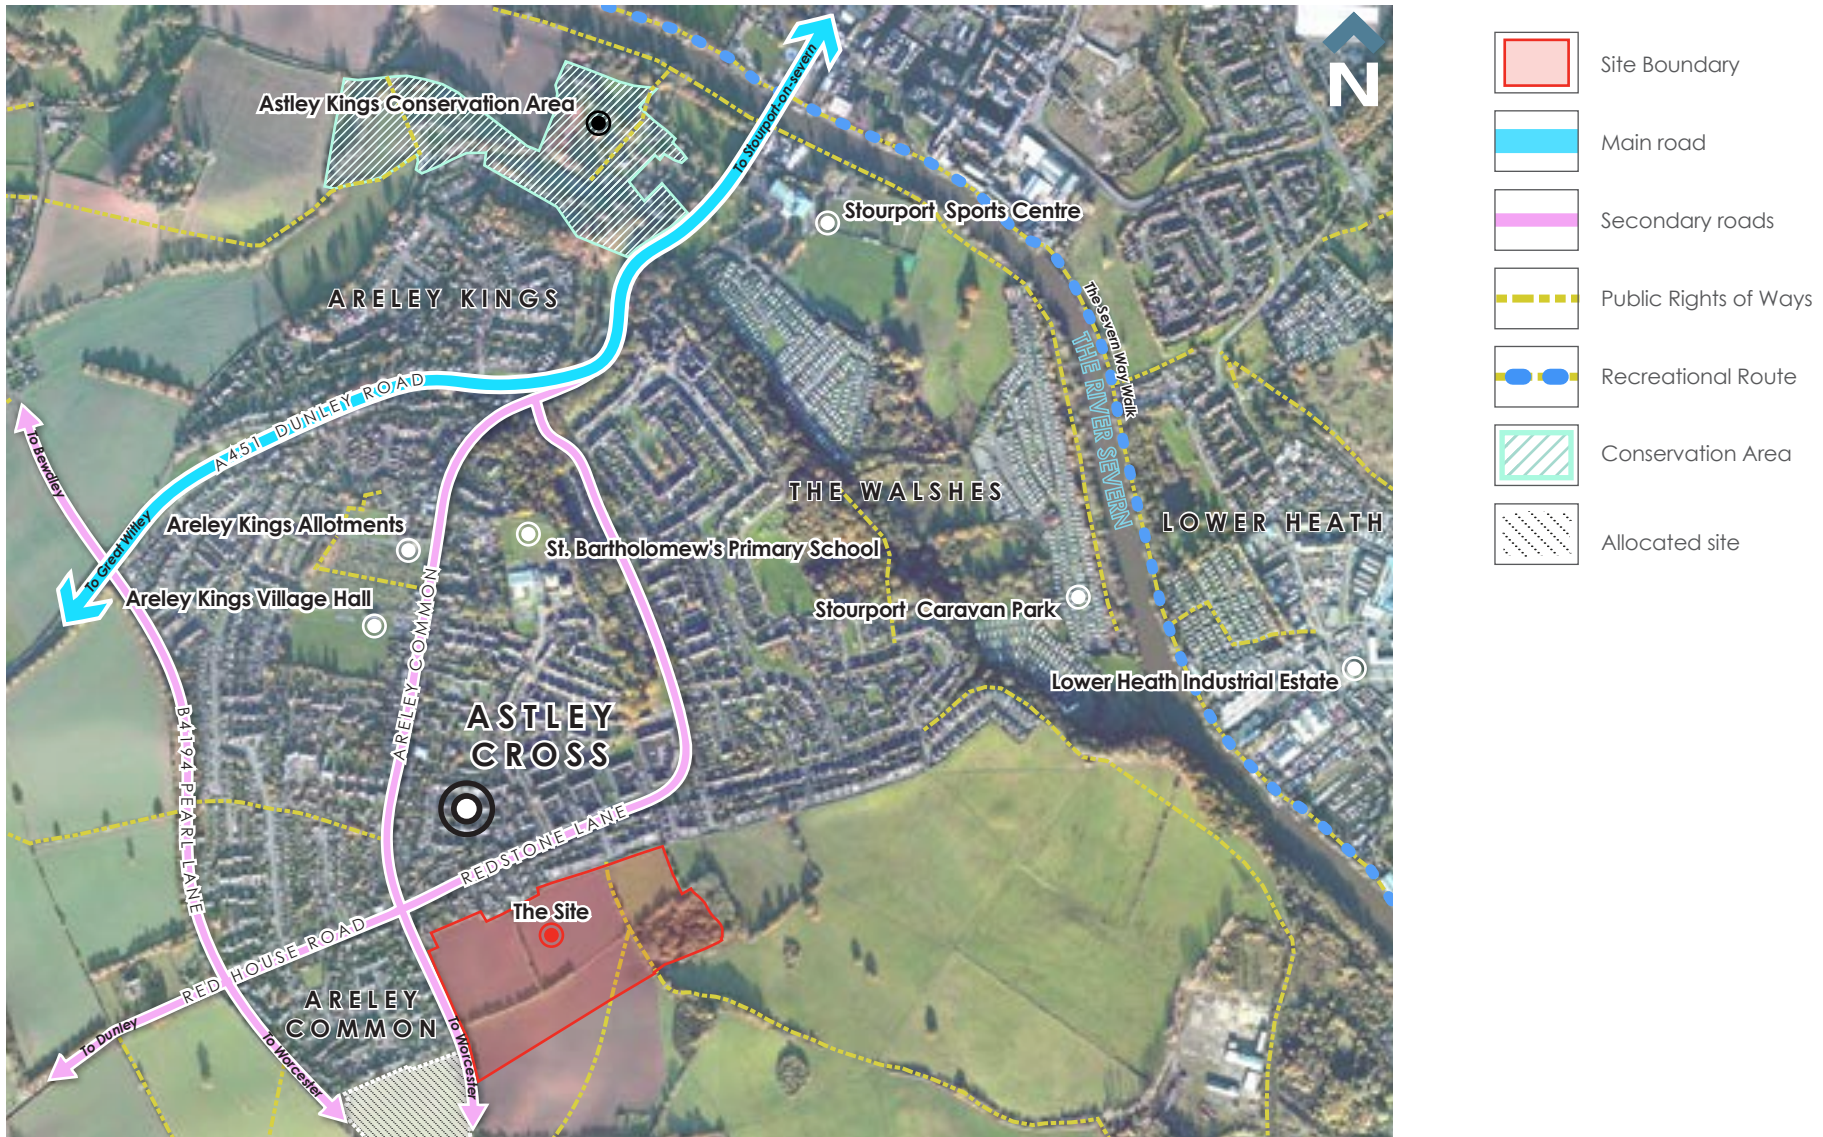 Astley Kings Conservation Area
To Stourport-on-severn
N
Stourport Sports Centre
ARELEY KINGS
The Severn Way Walk
THE RIVER SEVERN
A451 DUNLEY ROAD
To Bewdley
THE WALSHES
LOWER HEATH
Areley Kings Allotments
St. Bartholomew's Primary School
To Great Witley
Areley Kings Village Hall
ARELEY COMMON
Stourport Caravan Park
Lower Heath Industrial Estate
B4194 PEARL LANE
ASTLEY
CROSS
REDSTONE LANE
The Site
RED HOUSE ROAD
ARELEY
COMMON
To Dunley
To Worcester
To Worcester
Site Boundary
Main road
Secondary roads
Public Rights of Ways
Recreational Route
Conservation Area
Allocated site